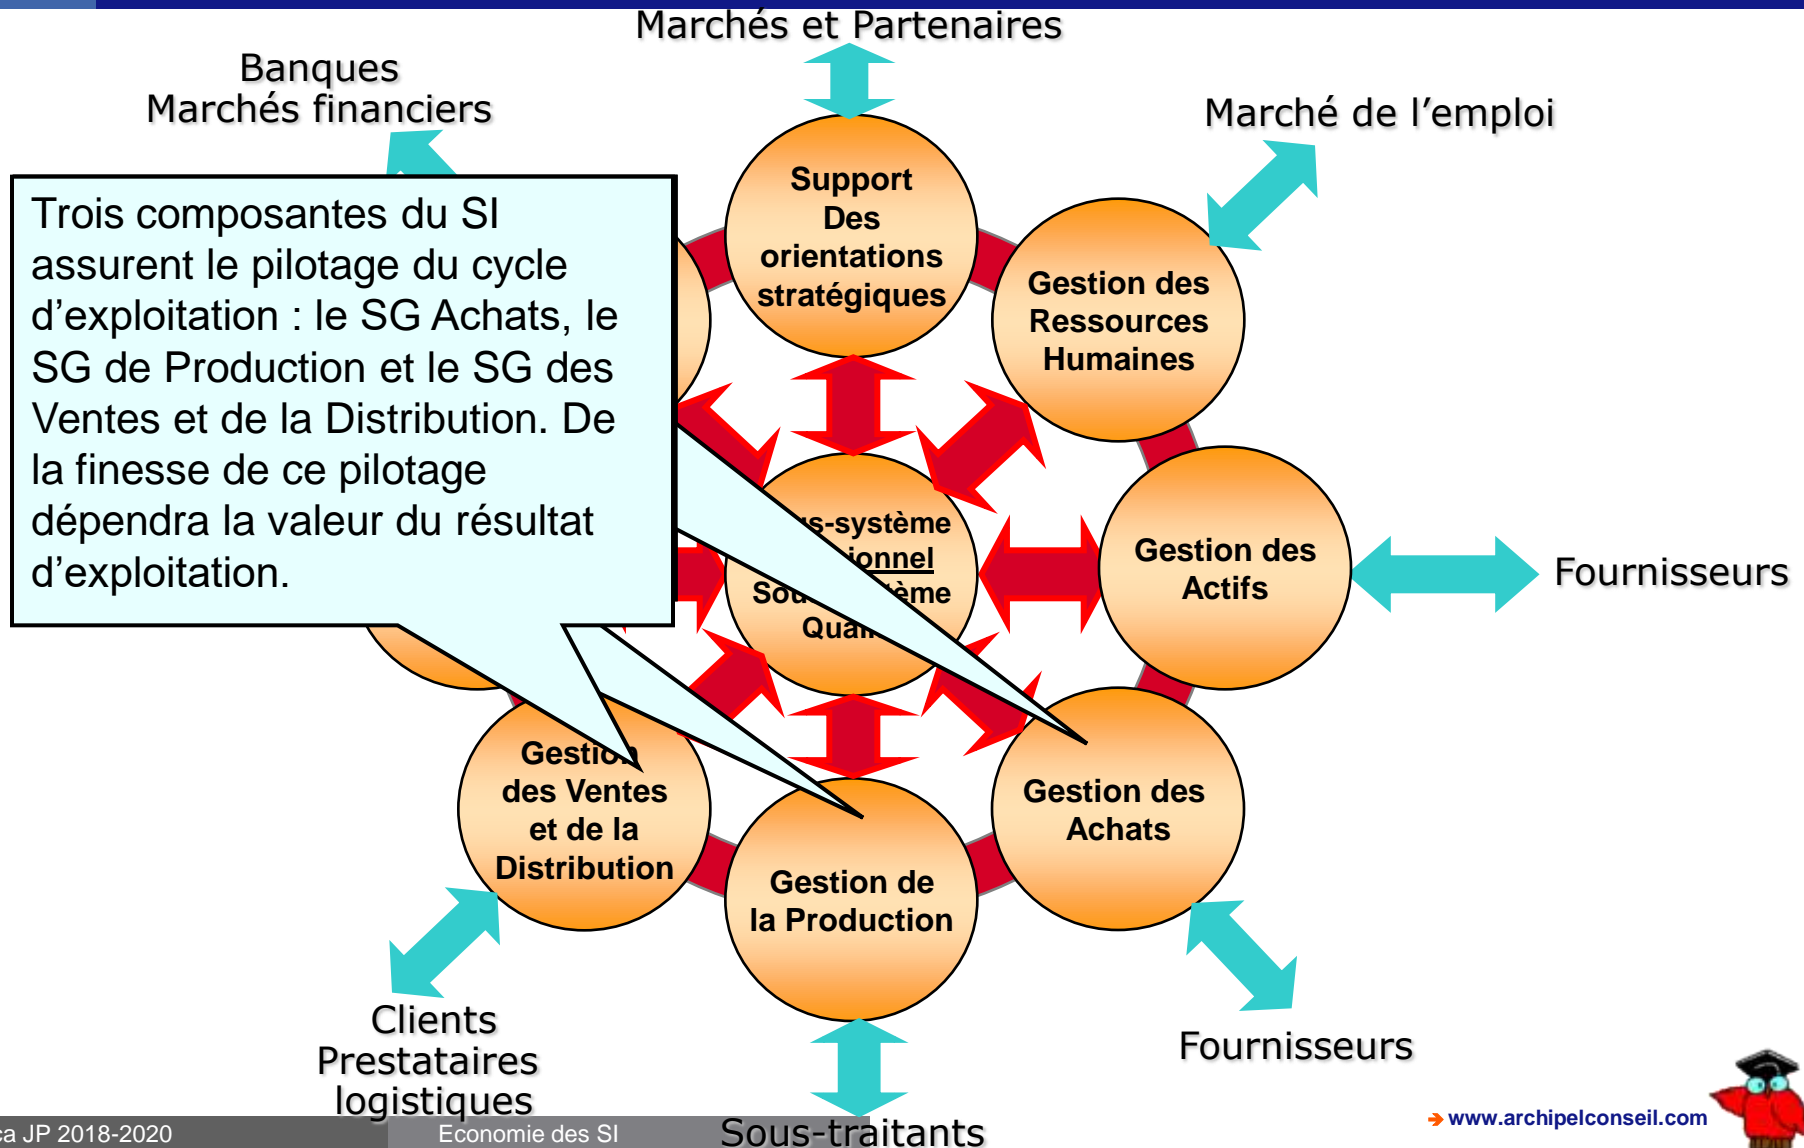 Marchés et Partenaires
Banques
Marchés financiers
Marché de l’emploi
Trois composantes du SI
assurent le pilotage du cycle
d’exploitation : le SG Achats, le
SG de Production et le SG des
Ventes et de la Distribution. De
la finesse de ce pilotage
dépendra la valeur du résultat
d’exploitation.
Support
Des
orientations
stratégiques
Gestion des
Ressources
Humaines
Gestion des
Actifs
Fournisseurs
Gestion
des Ventes
et de la
Distribution
Gestion de
la Production
Gestion des
Achats
Clients
Prestataires
logistiques
Sous-traitants
Fournisseurs
JP 2018-2020
Economie des SI
www.archipelconseil.com